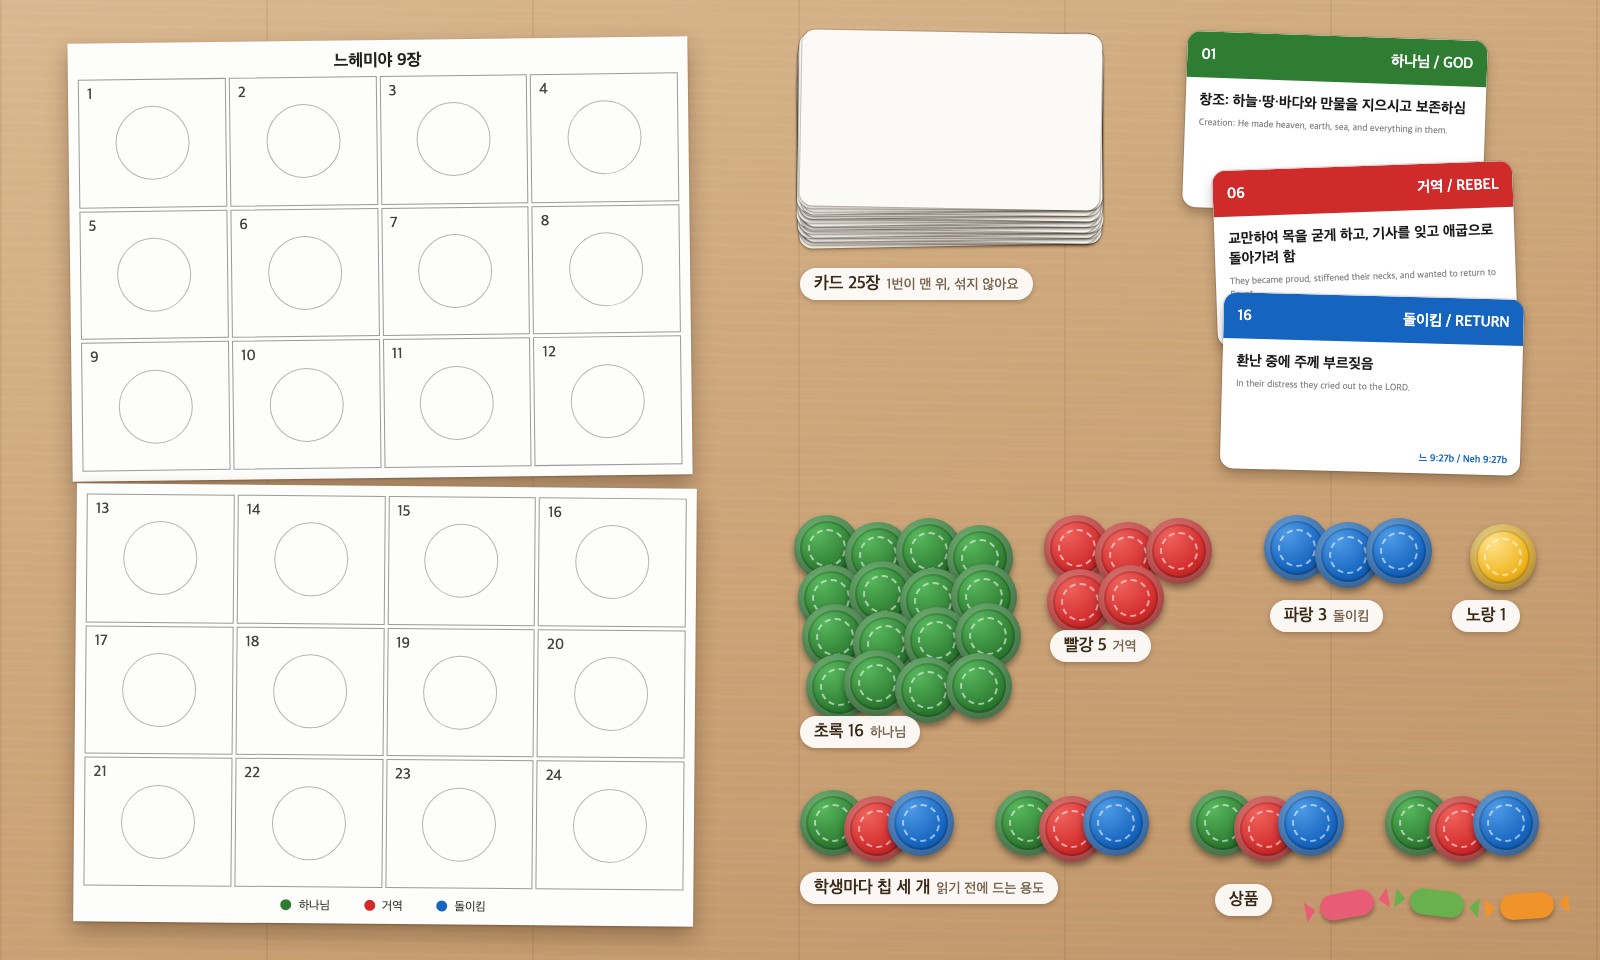 느헤미야 9장
1
2
3
4
5
6
7
8
9
10
11
12
13
14
15
16
17
18
19
20
21
22
23
24
하나님
거역
돌이킴
카드 25장 1번이 맨 위, 섞지 않아요
01
하나님 / GOD
창조: 하늘·땅·바다와 만물을 지으시고 보존하심
Creation: He made heaven, earth, sea, and everything in them.
06
거역 / REBEL
교만하여 목을 굳게 하고, 기사를 잊고 애굽으로
돌아가려 함
They became proud, stiffened their necks, and wanted to return to
16
돌이킴 / RETURN
환난 중에 주께 부르짖음
In their distress they cried out to the LORD.
느 9:27b / Neh 9:27b
초록 16 하나님
빨강 5 거역
파랑 3 돌이킴
노랑 1
학생마다 칩 세 개 읽기 전에 드는 용도
상품